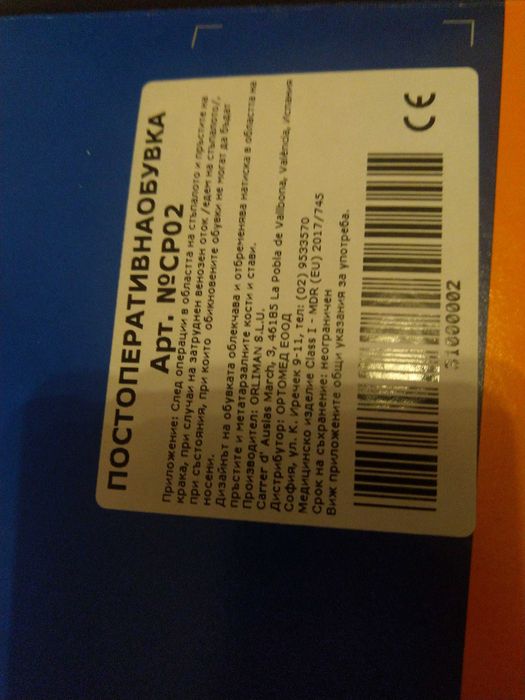 ПОСТОПЕРАТИВНАОБУВКА
Арт. №CP02
Приложение: След операции в областта на стъпалото и пръстите на
крака, при случаи на затруднен венозен оток /едем на стъпалото/,
при състояния, при които обикновените обувки не могат да бъдат
носени.
Дизайнът на обувката облекчава и отбременява натиска в областта на
пръстите и метатарзалните кости и стави.
Производител: ORLIMAN S.L.U.
Carrer d' Ausias March, 3, 46185 La Pobla de Vallbona, València, Испания
Дистрибутор: ОРТОМЕД ЕООД
София, ул. К. Иречек 9-11, тел: (02) 9533570
Медицинско изделие Class I - MDR (EU) 2017/745
Срок на съхранение: неограничен
Виж приложените общи указания за употреба.
51000002
CE